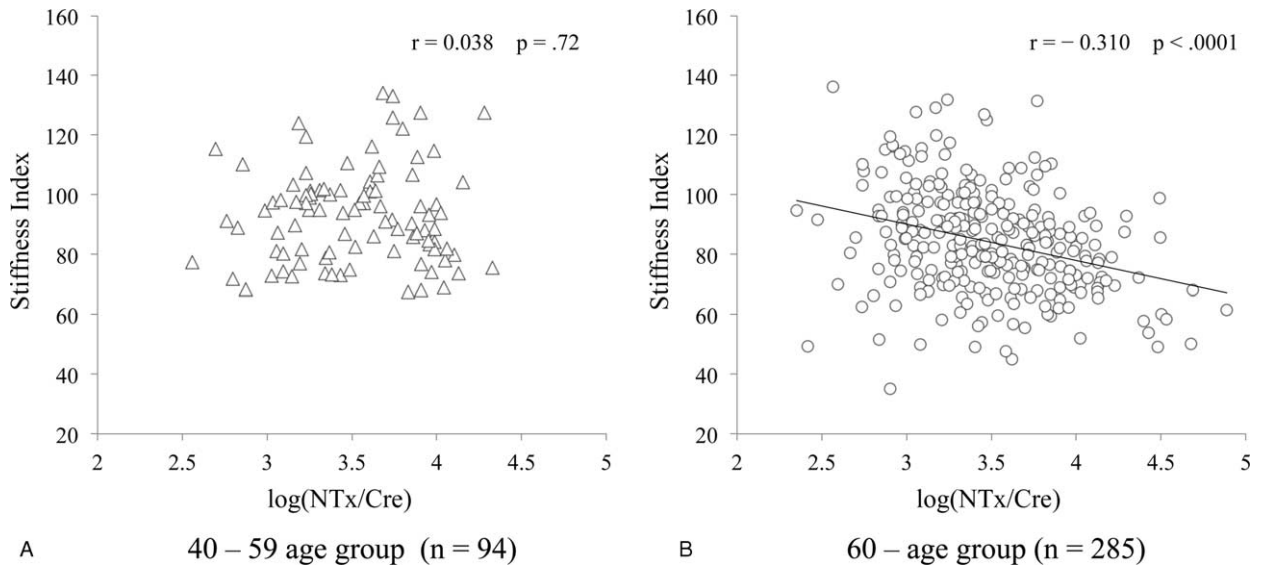 160
140
120
100
80
60
40
20
Stiffness Index
r = 0.038 p = .72
2 2.5 3 3.5 4 4.5 5
log(NTx/Cre)
A 40 – 59 age group (n = 94)
160
140
120
100
80
60
40
20
Stiffness Index
r = − 0.310 p < .0001
2 2.5 3 3.5 4 4.5 5
log(NTx/Cre)
B 60 – age group (n = 285)